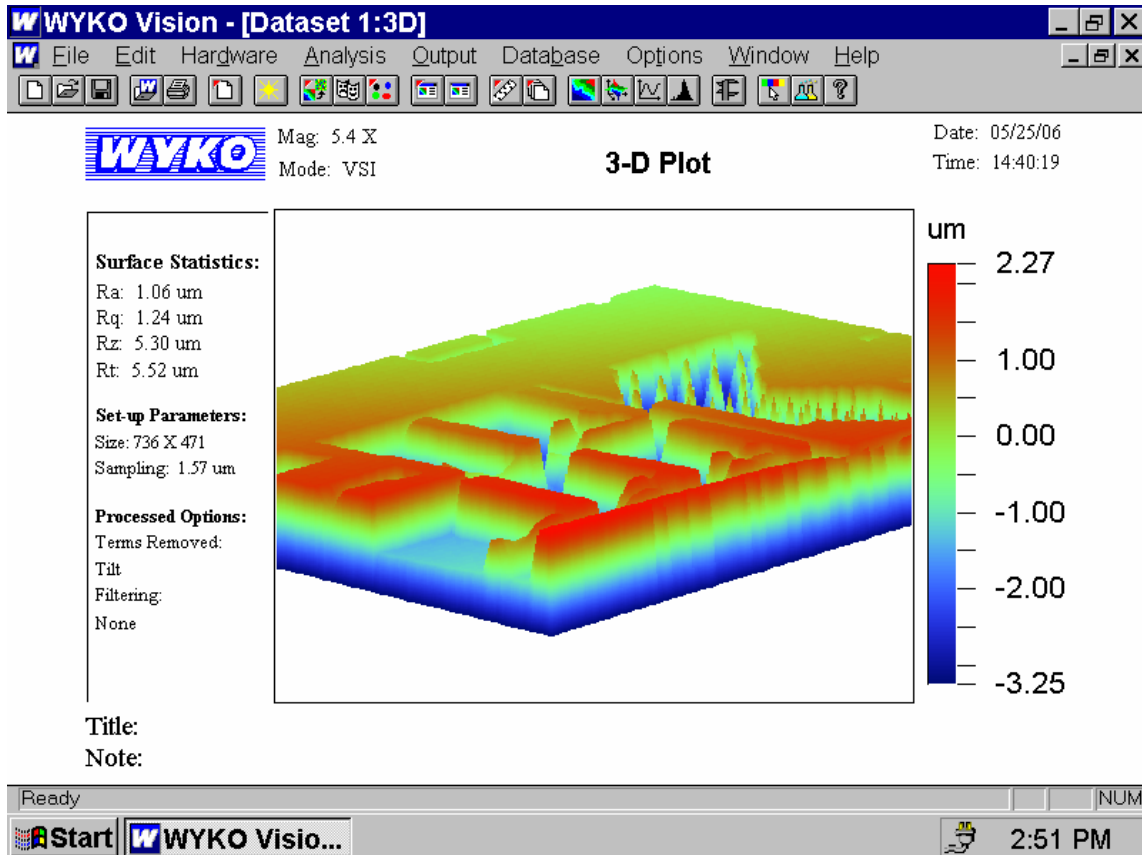 WYKO Vision - [Dataset 1:3D]
File Edit Hardware Analysis Output Database Options Window Help
WYKO
Mag: 5.4 X
Mode: VSI
3-D Plot
Date: 05/25/06
Time: 14:40:19
Surface Statistics:
Ra: 1.06 um
Rq: 1.24 um
Rz: 5.30 um
Rt: 5.52 um
Set-up Parameters:
Size: 736 X 471
Sampling: 1.57 um
Processed Options:
Terms Removed:
Tilt
Filtering:
None
um
2.27
1.00
0.00
-1.00
-2.00
-3.25
Title:
Note:
Ready
NUM
Start
WYKO Visio...
2:51 PM